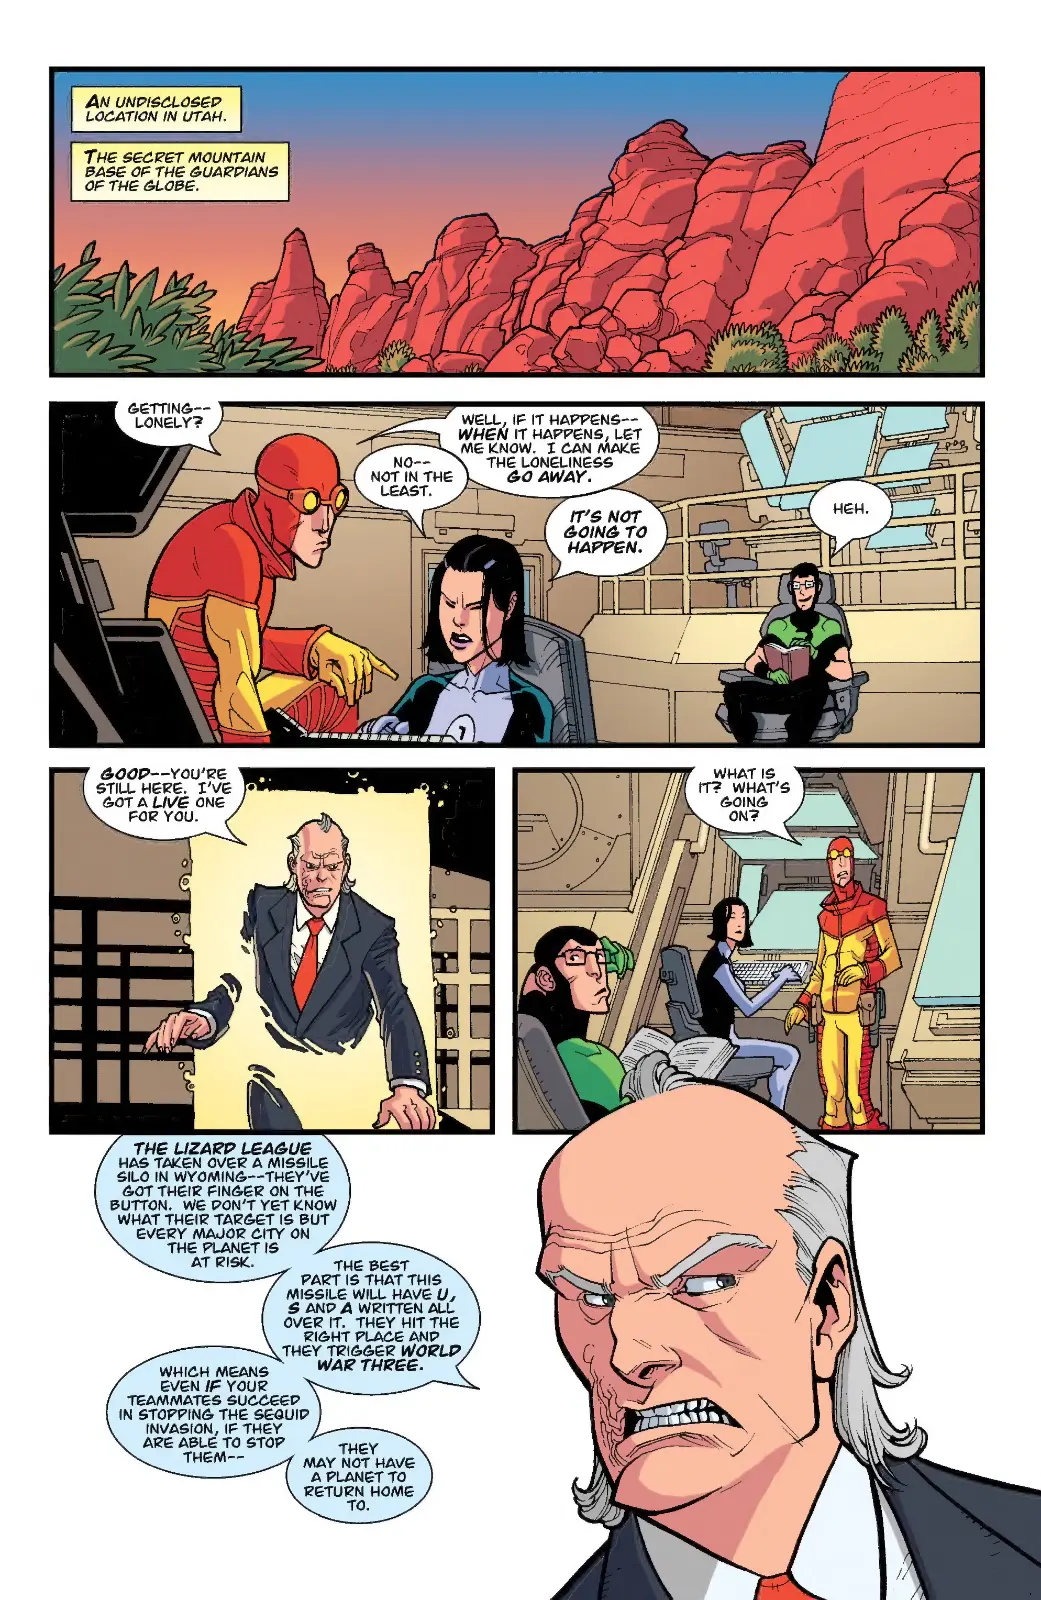 AN UNDISCLOSED
LOCATION IN UTAH.
THE SECRET MOUNTAIN
BASE OF THE GUARDIANS
OF THE GLOBE.
GETTING--
LONELY?
NO--
NOT IN THE
LEAST.
WELL, IF IT HAPPENS--
WHEN IT HAPPENS, LET
ME KNOW. I CAN MAKE
THE LONELINESS
GO AWAY.
IT'S NOT
GOING TO
HAPPEN.
HEH.
1
GOOD--YOU'RE
STILL HERE. I'VE
GOT A LIVE ONE
FOR YOU.
WHAT IS
IT? WHAT'S
GOING
ON?
THE LIZARD LEAGUE
HAS TAKEN OVER A MISSILE
SILO IN WYOMING--THEY'VE
GOT THEIR FINGER ON THE
BUTTON. WE DON'T YET KNOW
WHAT THEIR TARGET IS BUT
EVERY MAJOR CITY ON
THE PLANET IS
AT RISK.
THE BEST
PART IS THAT THIS
MISSILE WILL HAVE U,
S AND A WRITTEN ALL
OVER IT. THEY HIT THE
RIGHT PLACE AND
THEY TRIGGER WORLD
WAR THREE.
WHICH MEANS
EVEN IF YOUR
TEAMMATES SUCCEED
IN STOPPING THE SEQUID
INVASION, IF THEY
ARE ABLE TO STOP
THEM--
THEY
MAY NOT HAVE
A PLANET TO
RETURN HOME
TO.